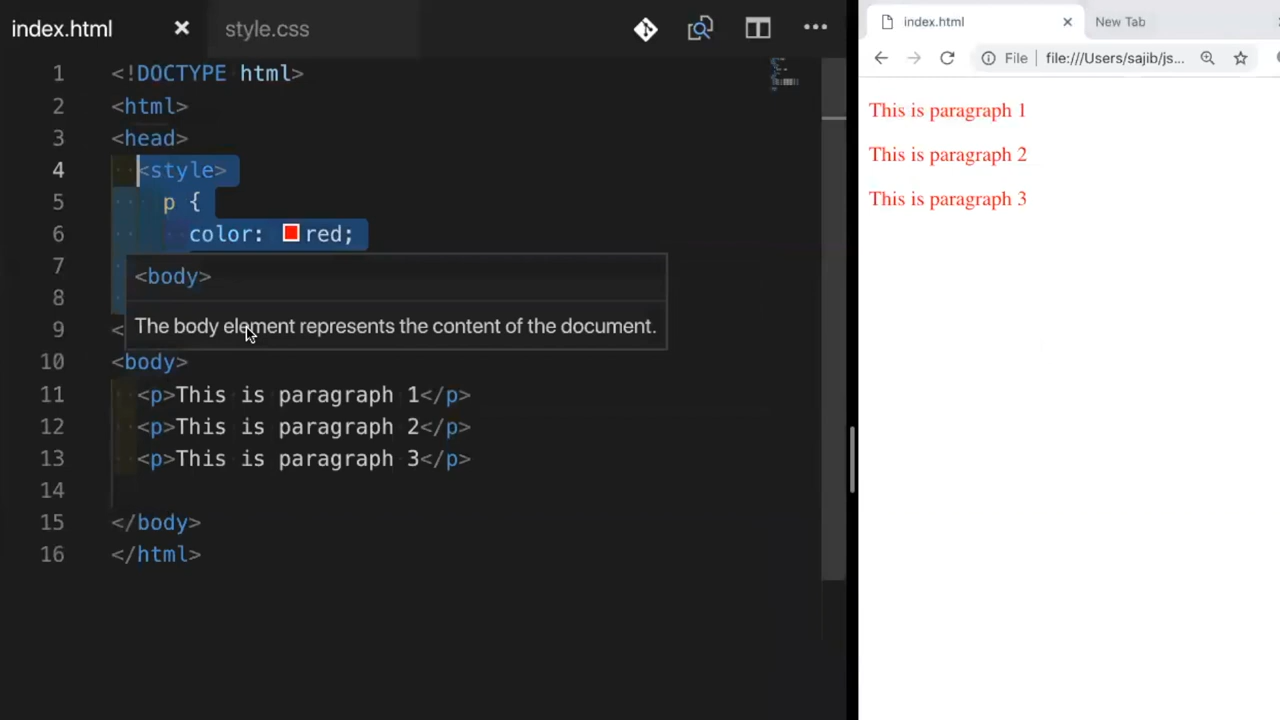 index.html
style.css
1 <!DOCTYPE html>
2 <html>
3 <head>
4 <style>
5 p {
6 color: red;
7
8
9 <
<body>
The body element represents the content of the document.
10 <body>
11 <p>This is paragraph 1</p>
12 <p>This is paragraph 2</p>
13 <p>This is paragraph 3</p>
14
15 </body>
16 </html>
index.html
New Tab
File file:///Users/sajib/js...
This is paragraph 1
This is paragraph 2
This is paragraph 3